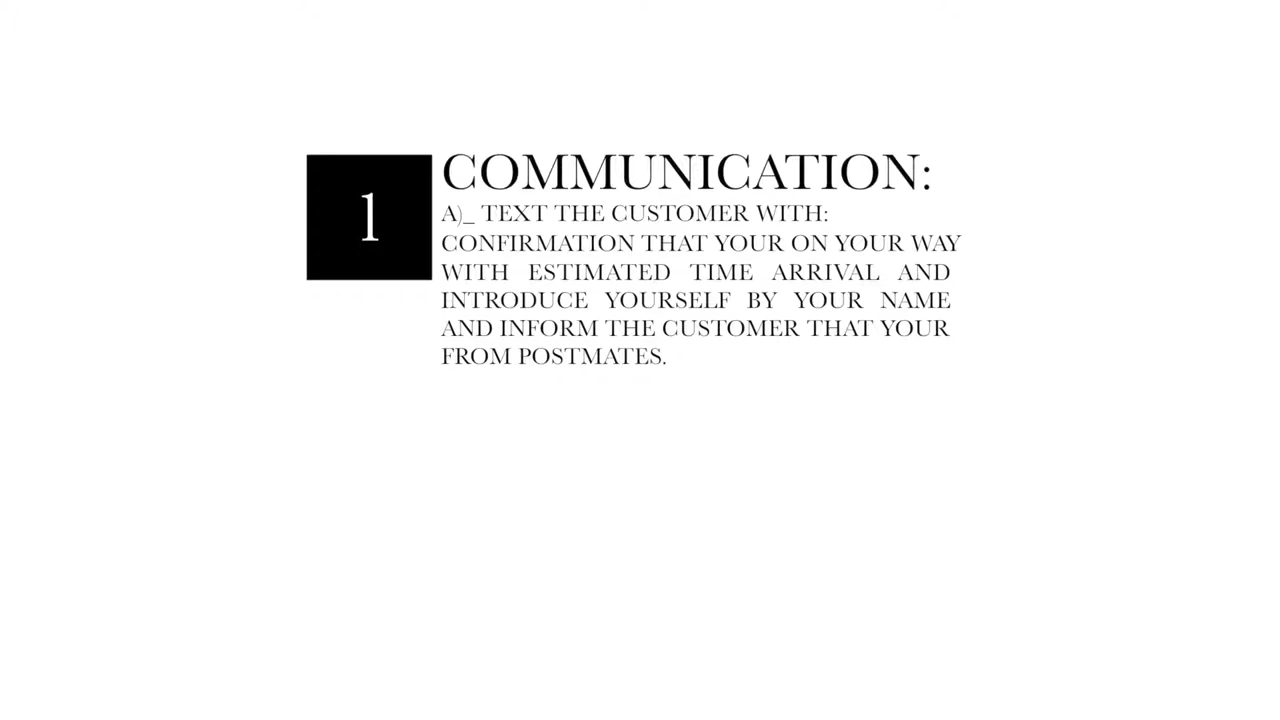 1
COMMUNICATION:
A)_ TEXT THE CUSTOMER WITH:
CONFIRMATION THAT YOUR ON YOUR WAY
WITH ESTIMATED TIME ARRIVAL AND
INTRODUCE YOURSELF BY YOUR NAME
AND INFORM THE CUSTOMER THAT YOUR
FROM POSTMATES.